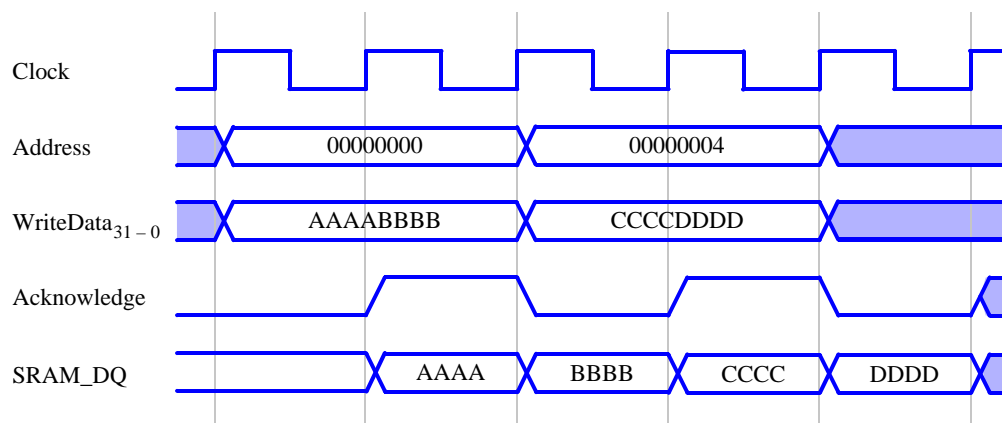 Clock
Address 00000000 00000004
WriteData31 – 0 AAAABBBB CCCCDDDD
Acknowledge
SRAM_DQ AAAA BBBB CCCC DDDD